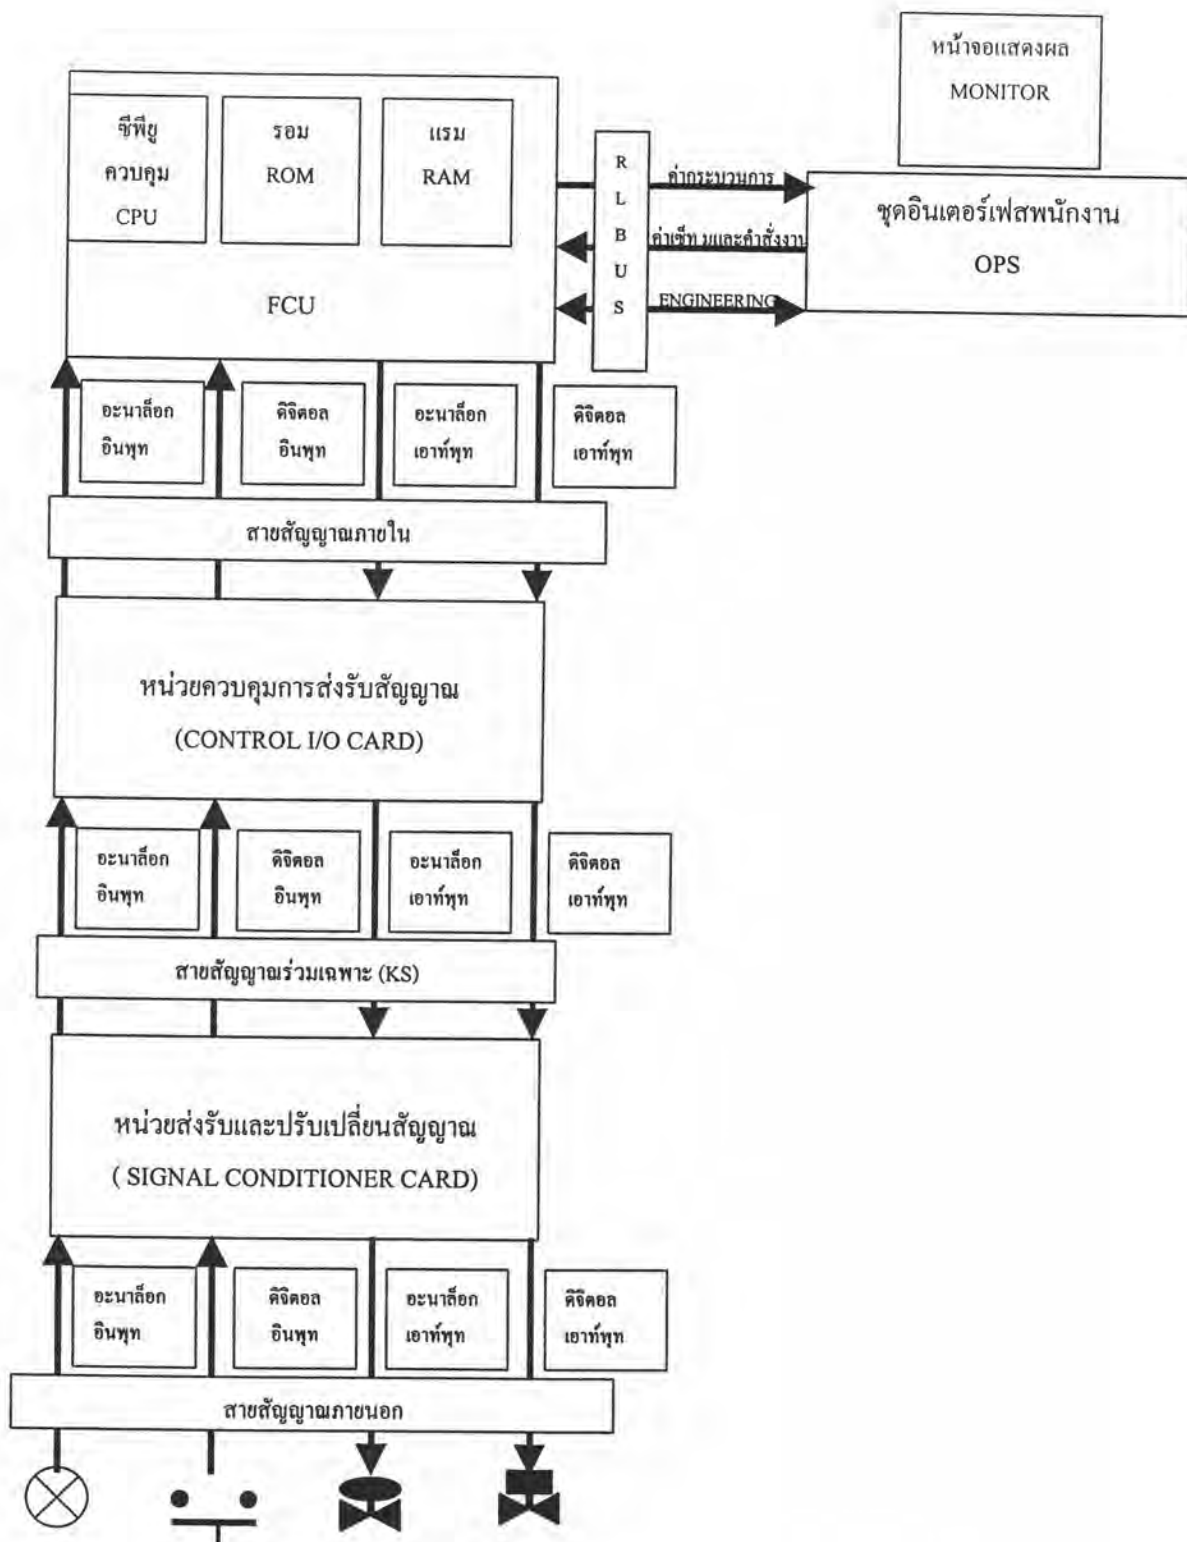 หน้าจอแสดงผล
MONITOR
ซีพียู
ควบคุม
CPU
รอม
ROM
แรม
RAM
FCU
R
L
B
U
S
ค่ากระบวนการ
ค่าเซ็ท และคำสั่งงาน
ENGINEERING
ชุดอินเตอร์เฟสพนักงาน
OPS
อะนาล็อก
อินพุท
ดิจิตอล
อินพุท
อะนาล็อก
เอาท์พุท
ดิจิตอล
เอาท์พุท
สายสัญญาณภายใน
หน่วยควบคุมการส่งรับสัญญาณ
(CONTROL I/O CARD)
อะนาล็อก
อินพุท
ดิจิตอล
อินพุท
อะนาล็อก
เอาท์พุท
ดิจิตอล
เอาท์พุท
สายสัญญาณร่วมเฉพาะ (KS)
หน่วยส่งรับและปรับเปลี่ยนสัญญาณ
( SIGNAL CONDITIONER CARD)
อะนาล็อก
อินพุท
ดิจิตอล
อินพุท
อะนาล็อก
เอาท์พุท
ดิจิตอล
เอาท์พุท
สายสัญญาณภายนอก